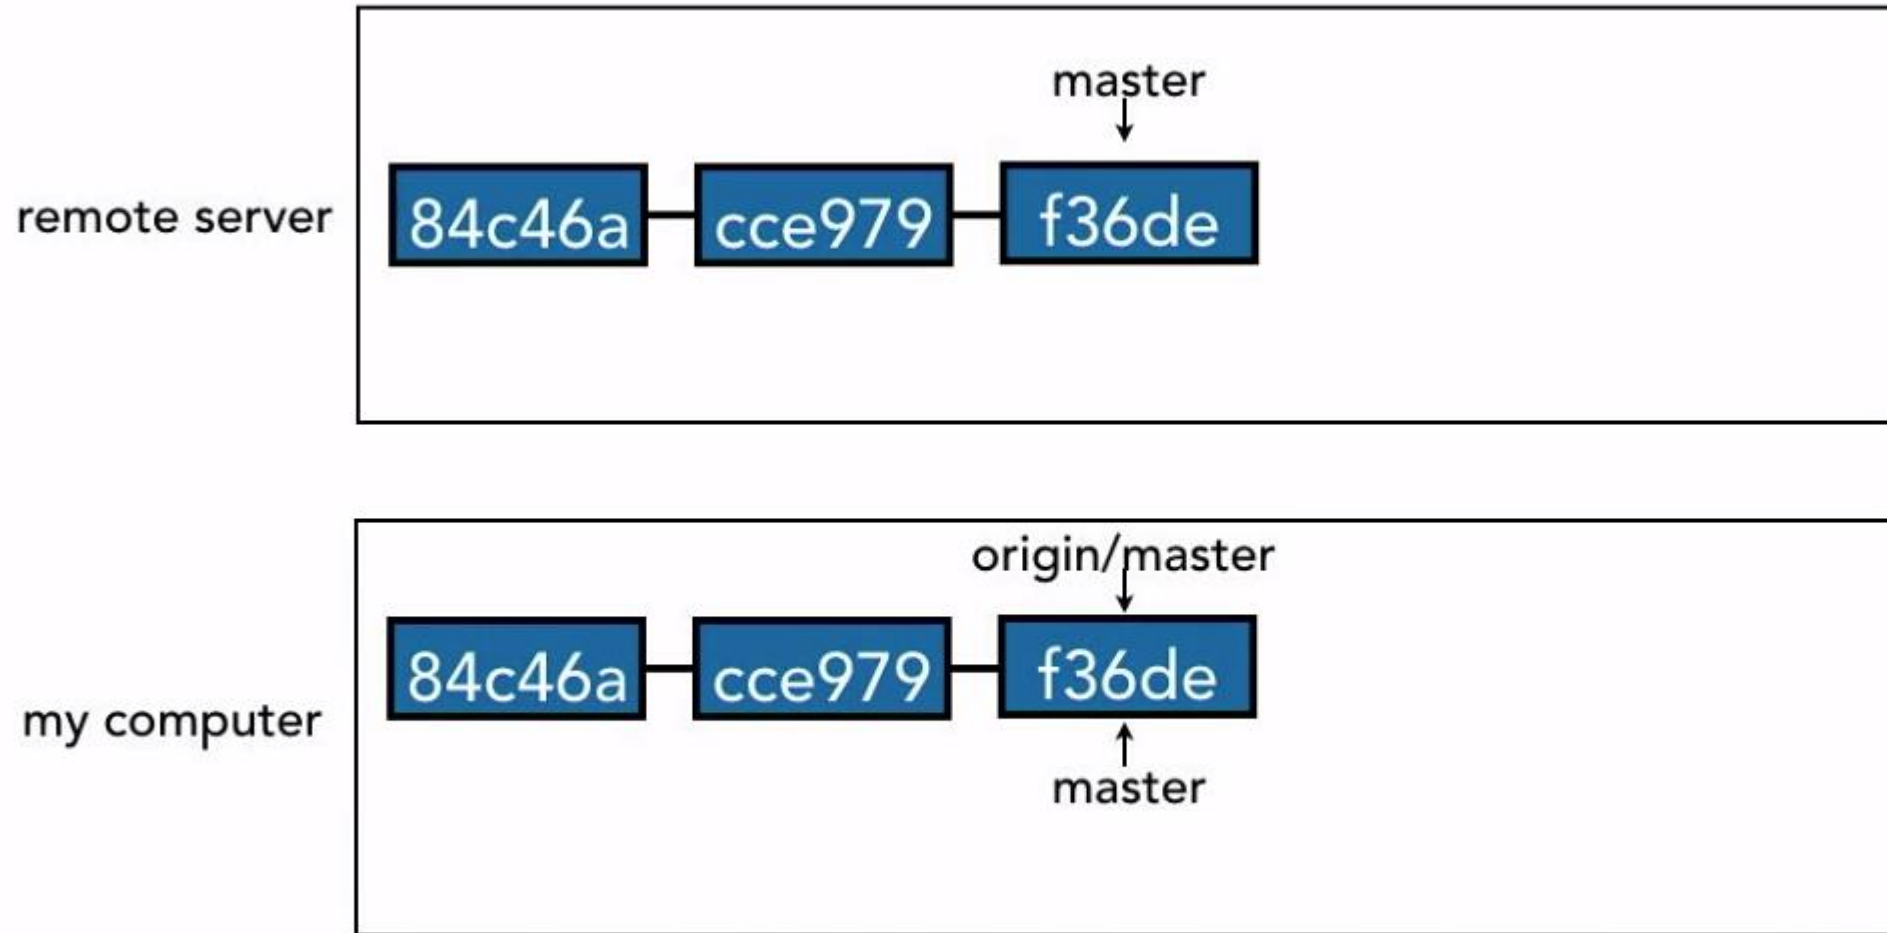 master
remote server
84c46a
cce979
f36de
origin/master
84c46a
cce979
f36de
my computer
master